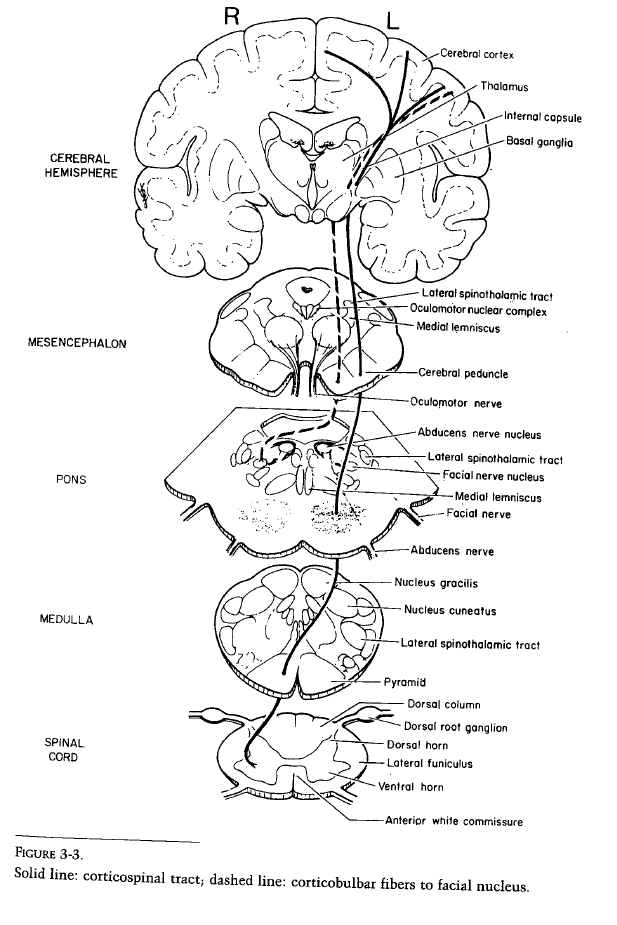 R L
Cerebral cortex
Thalamus
Internal capsule
Basal ganglia
CEREBRAL
HEMISPHERE
Lateral spinothalamic tract
Oculomotor nuclear complex
Medial lemniscus
MESENCEPHALON
Cerebral peduncle
Oculomotor nerve
Abducens nerve nucleus
Lateral spinothalamic tract
Facial nerve nucleus
PONS
Medial lemniscus
Facial nerve
Abducens nerve
Nucleus gracilis
Nucleus cuneatus
MEDULLA
Lateral spinothalamic tract
Pyramid
Dorsal column
Dorsal root ganglion
SPINAL
CORD
Dorsal horn
Lateral funiculus
Ventral horn
Anterior white commissure
FIGURE 3-3.
Solid line: corticospinal tract; dashed line: corticobulbar fibers to facial nucleus.